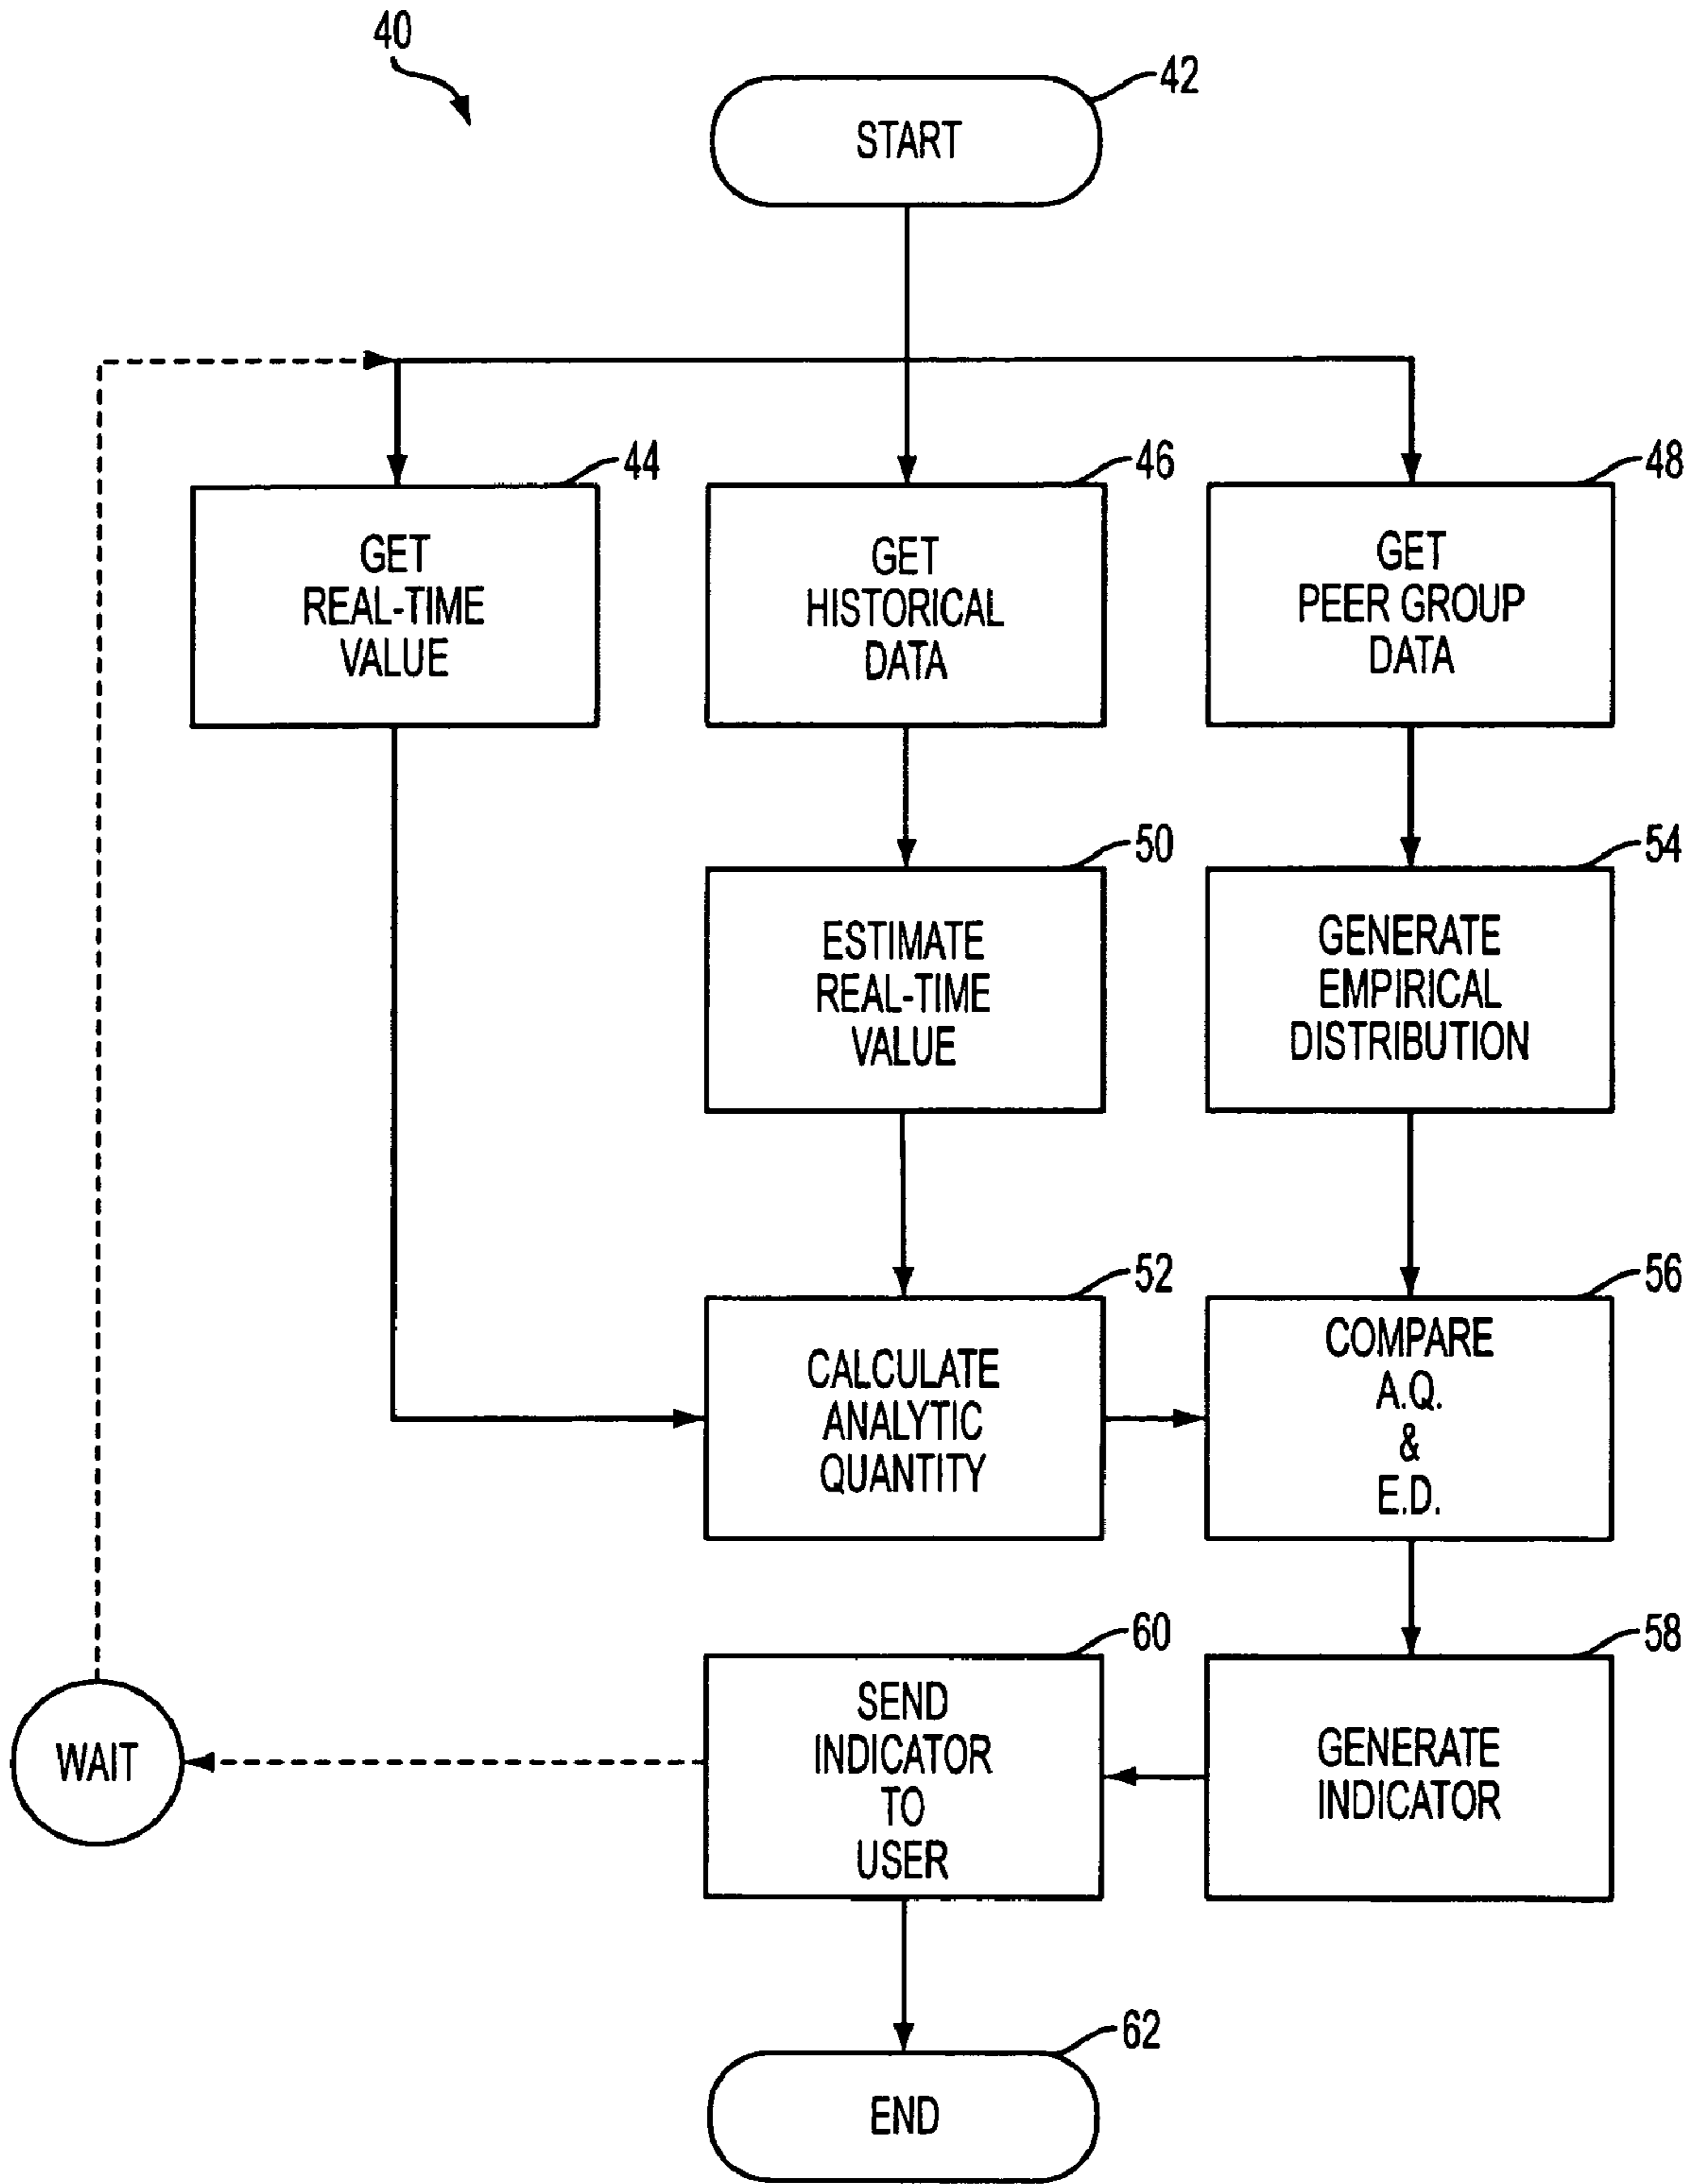 40
42
START
44
46
48
GET
REAL-TIME
VALUE
GET
HISTORICAL
DATA
GET
PEER GROUP
DATA
50
54
ESTIMATE
REAL-TIME
VALUE
GENERATE
EMPIRICAL
DISTRIBUTION
52
56
CALCULATE
ANALYTIC
QUANTITY
COMPARE
A.Q.
&
E.D.
60
58
WAIT
SEND
INDICATOR
TO
USER
GENERATE
INDICATOR
62
END